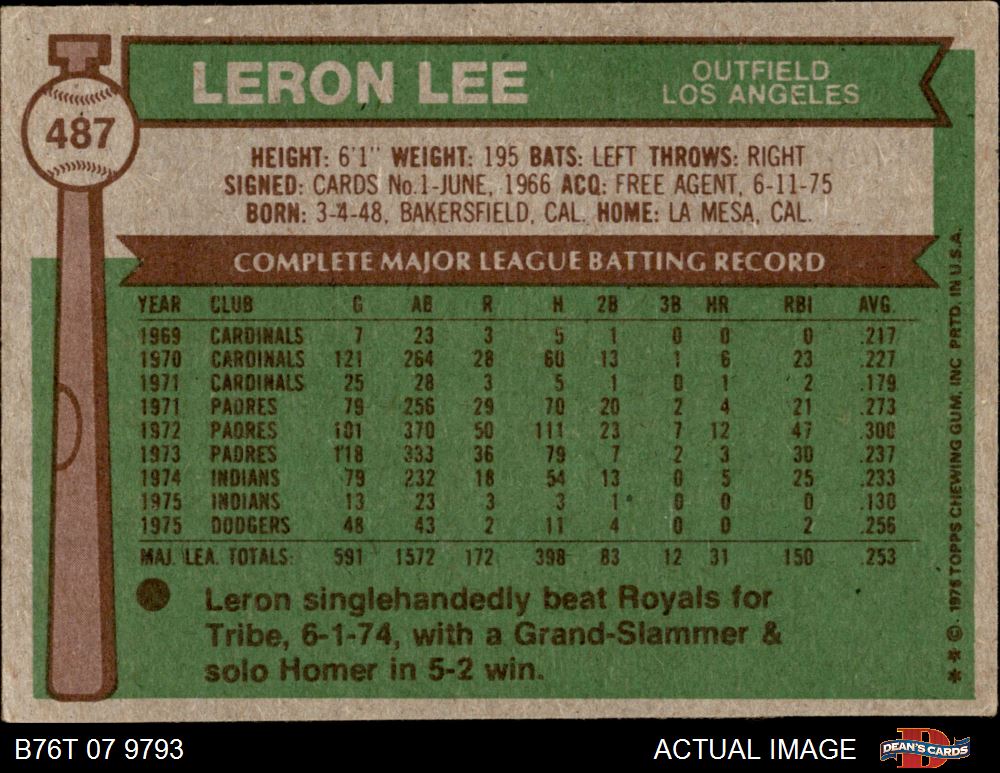 LERON LEE
OUTFIELD
LOS ANGELES
487
HEIGHT: 6'1" WEIGHT: 195 BATS: LEFT THROWS: RIGHT
SIGNED: CARDS No.1-JUNE, 1966 ACQ: FREE AGENT, 6-11-75
BORN: 3-4-48, BAKERSFIELD, CAL. HOME: LA MESA, CAL.
COMPLETE MAJOR LEAGUE BATTING RECORD
YEAR CLUB G AB R H 2B 3B HR RBI AVG.
1969 CARDINALS 7 23 3 5 1 0 0 0 .217
1970 CARDINALS 121 264 28 60 13 1 6 23 .227
1971 CARDINALS 25 28 3 5 1 0 1 2 .179
1971 PADRES 79 256 29 70 20 2 4 21 .273
1972 PADRES 101 370 50 111 23 7 12 47 .300
1973 PADRES 118 333 36 79 7 2 3 30 .237
1974 INDIANS 79 232 18 54 13 0 5 25 .233
1975 INDIANS 13 23 3 3 1 0 0 0 .130
1975 DODGERS 48 43 2 11 4 0 0 2 .256
MAJ. LEA. TOTALS: 591 1572 172 398 83 12 31 150 .253
Leron singlehandedly beat Royals for
Tribe, 6-1-74, with a Grand-Slammer &
solo Homer in 5-2 win.
**©. 1976 TOPPS CHEWING GUM, INC PRTD. IN U.S.A.
B76T 07 9793
ACTUAL IMAGE
DEAN'S CARDS